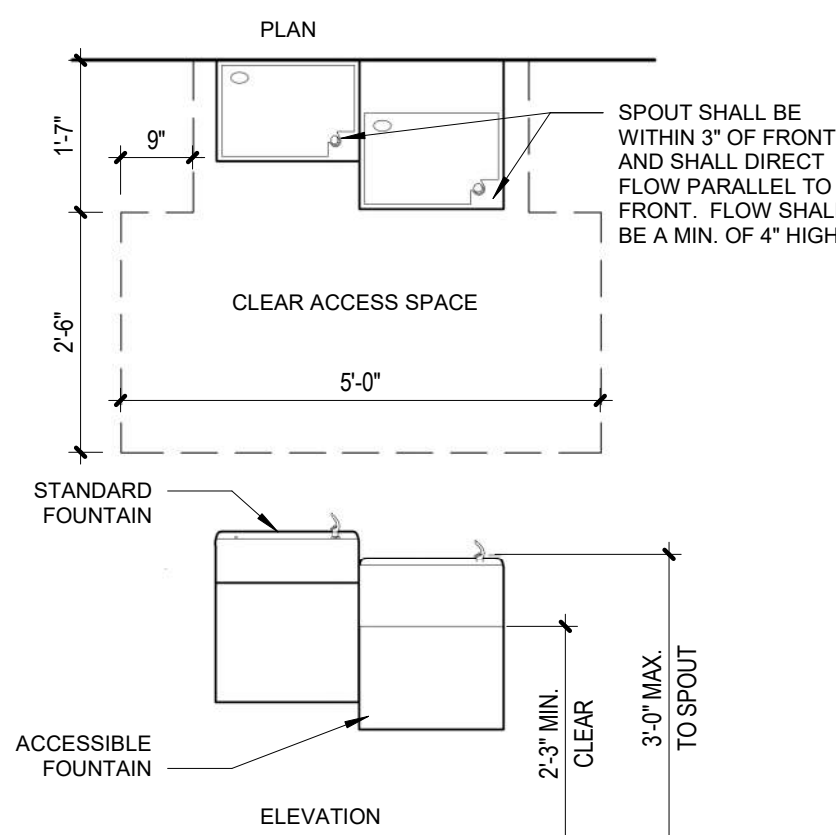 PLAN
1'-7"
9"
SPOUT SHALL BE
WITHIN 3" OF FRONT
AND SHALL DIRECT
FLOW PARALLEL TO
FRONT. FLOW SHALL
BE A MIN. OF 4" HIGH
CLEAR ACCESS SPACE
2'-6"
5'-0"
STANDARD
FOUNTAIN
ACCESSIBLE
FOUNTAIN
2'-3" MIN.
CLEAR
3'-0" MAX.
TO SPOUT
ELEVATION